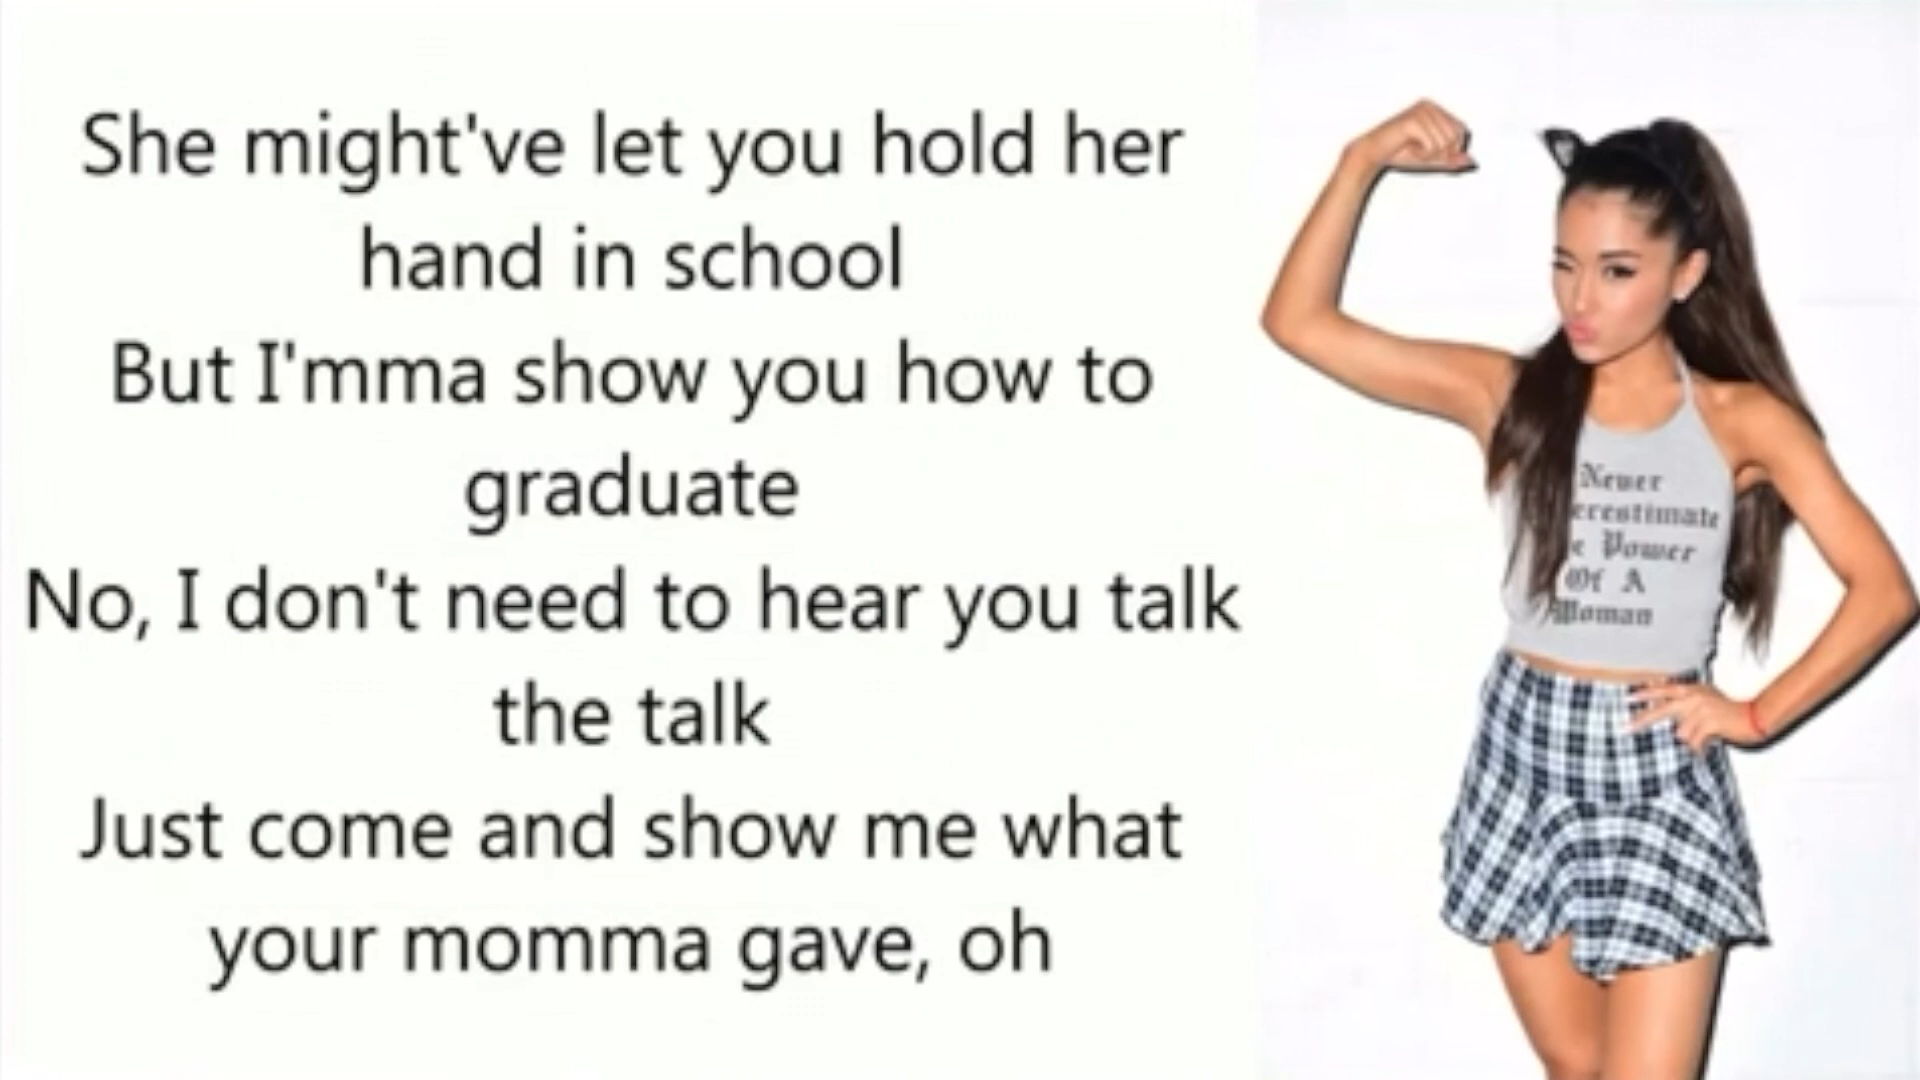 She might've let you hold her
hand in school
But I'mma show you how to
graduate
No, I don't need to hear you talk
the talk
Just come and show me what
your momma gave, oh
Never
erestimate
e Power
Of A
Woman